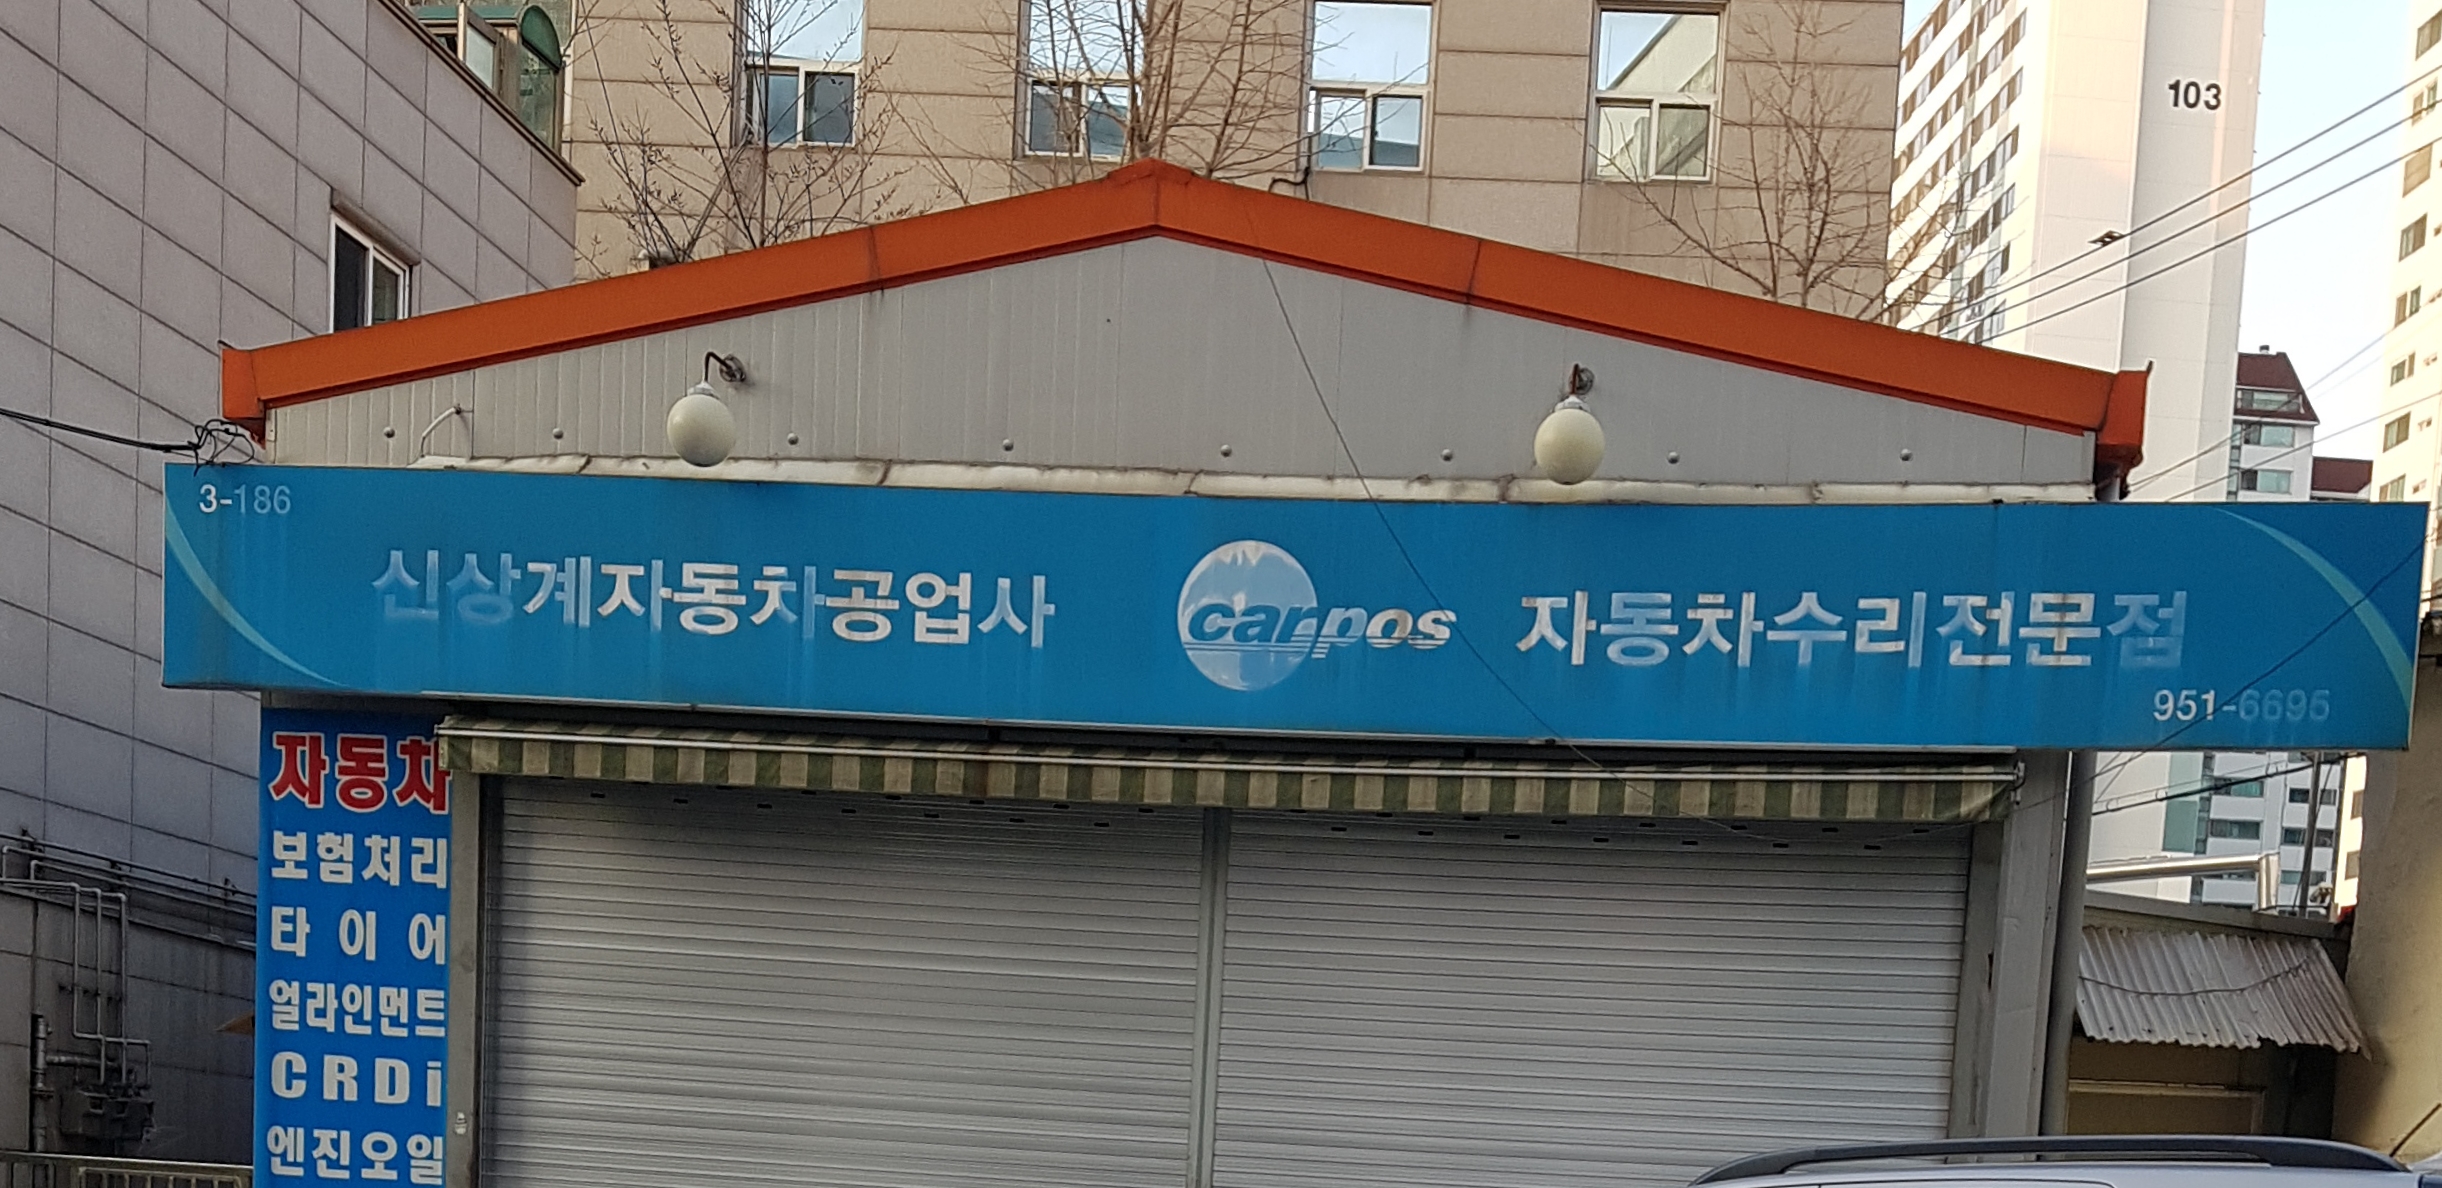 103
3-186
신상계자동차공업사 carpos 자동차수리전문점
951-6695
자동차
보험처리
타이어
얼라인먼트
CRDi
엔진오일